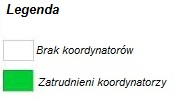 Legenda
Brak koordynatorów
Zatrudnieni koordynatorzy